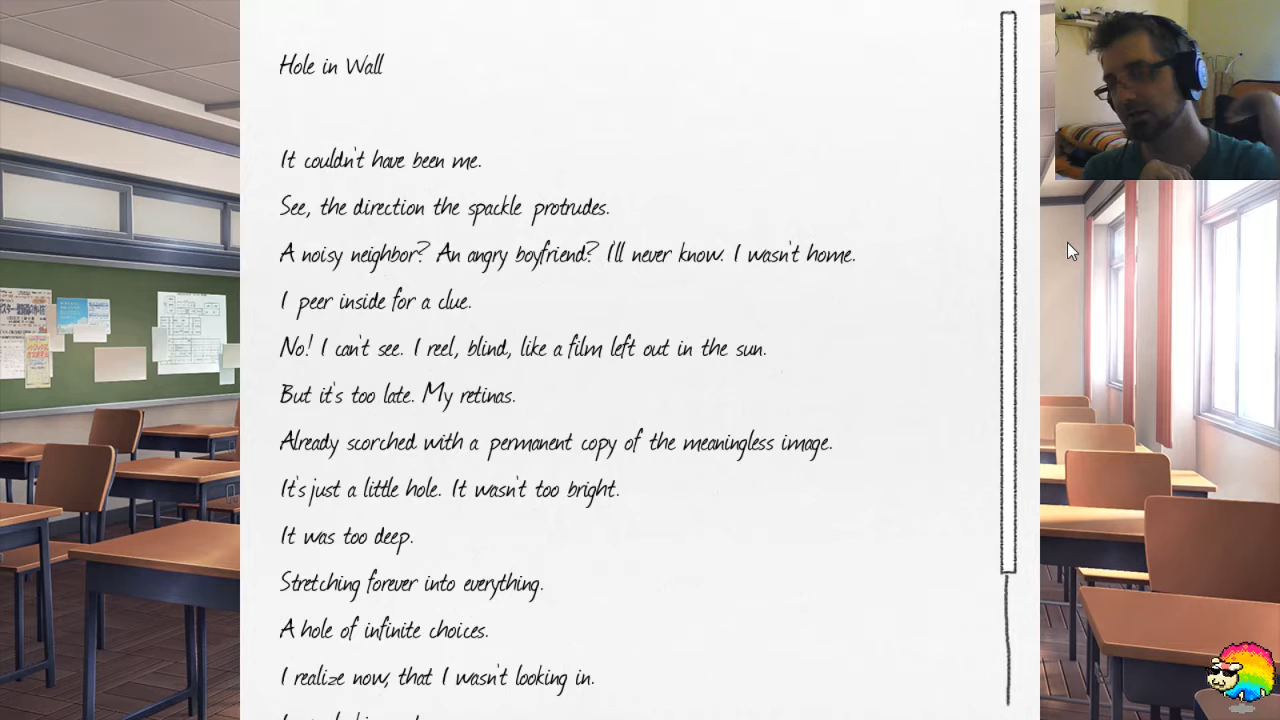 Hole in Wall
It couldn't have been me.
See, the direction the spackle protrudes.
A noisy neighbor? An angry boyfriend? I'll never know. I wasn't home.
I peer inside for a clue.
No! I can't see. I reel, blind, like a film left out in the sun.
But it's too late. My retinas.
Already scorched with a permanent copy of the meaningless image.
It's just a little hole. It wasn't too bright.
It was too deep.
Stretching forever into everything.
A hole of infinite choices.
I realize now, that I wasn't looking in.